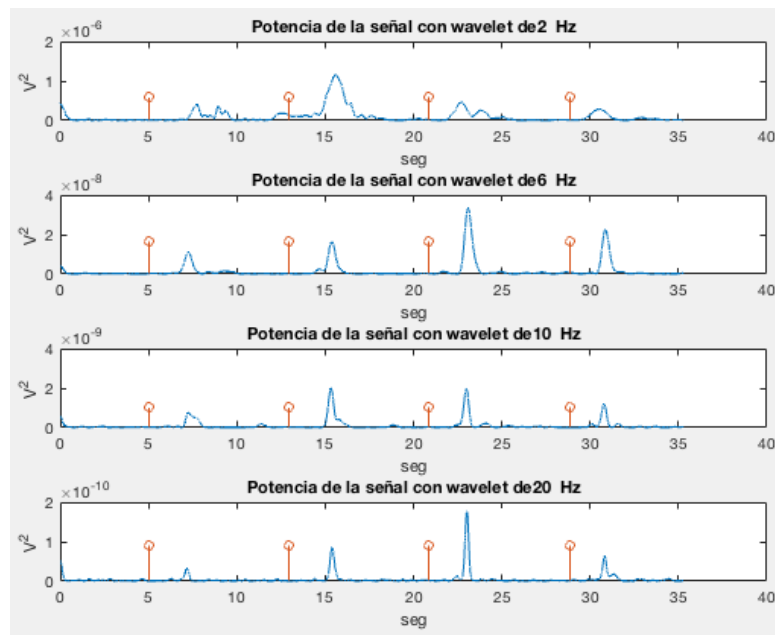 ×10-6
Potencia de la señal con wavelet de2 Hz
2
1
0
V2
0 5 10 15 20 25 30 35 40
seg
×10-8
Potencia de la señal con wavelet de6 Hz
4
2
0
V2
0 5 10 15 20 25 30 35 40
seg
×10-9
Potencia de la señal con wavelet de10 Hz
4
2
0
V2
0 5 10 15 20 25 30 35 40
seg
×10-10
Potencia de la señal con wavelet de20 Hz
2
1
0
V2
0 5 10 15 20 25 30 35 40
seg